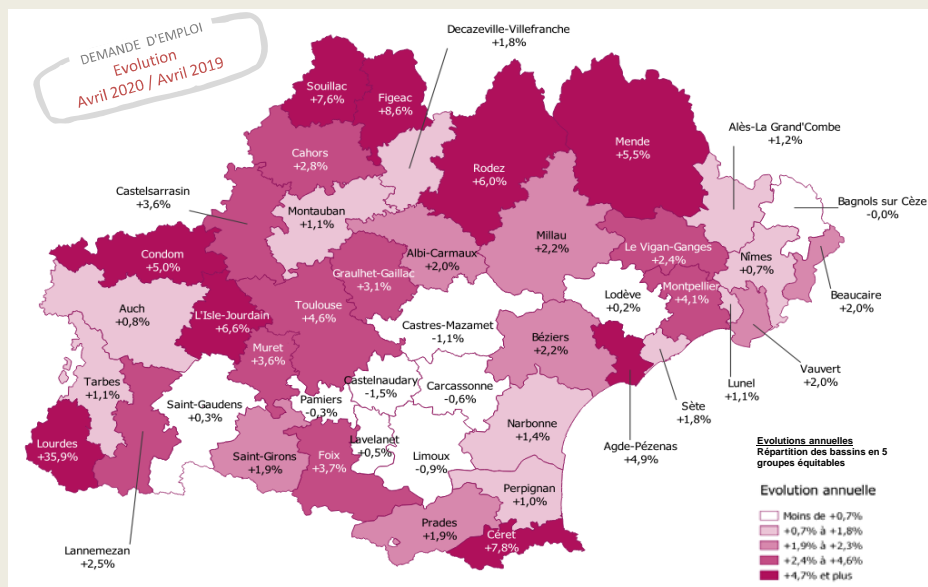 DEMANDE D'EMPLOI
Evolution
Avril 2020 / Avril 2019
Decazeville-Villefranche
+1,8%
Souillac
+7,6%
Figeac
+8,6%
Mende
+5,5%
Alès-La Grand'Combe
+1,2%
Cahors
+2,8%
Rodez
+6,0%
Castelsarrasin
+3,6%
Bagnols sur Cèze
-0,0%
Montauban
+1,1%
Millau
+2,2%
Albi-Carmaux
+2,0%
Le Vigan-Ganges
+2,4%
Nîmes
+0,7%
Condom
+5,0%
Graulhet-Gaillac
+3,1%
Beaucaire
+2,0%
Lodève
+0,2%
Montpellier
+4,1%
Auch
+0,8%
L'Isle-Jourdain
+6,6%
Toulouse
+4,6%
Castres-Mazamet
-1,1%
Béziers
+2,2%
Muret
+3,6%
Vauvert
+2,0%
Lunel
+1,1%
Tarbes
+1,1%
Castelnaudary
-1,5%
Carcassonne
-0,6%
Sète
+1,8%
Saint-Gaudens
+0,3%
Pamiers
-0,3%
Narbonne
+1,4%
Agde-Pézenas
+4,9%
Lourdes
+35,9%
Lavelanet
+0,5%
Saint-Girons
+1,9%
Foix
+3,7%
Limoux
-0,9%
Perpignan
+1,0%
Prades
+1,9%
Céret
+7,8%
Lannemezan
+2,5%
Evolutions annuelles
Répartition des bassins en 5
groupes équitables
Evolution annuelle
Moins de +0,7%
+0,7% à +1,8%
+1,9% à +2,3%
+2,4% à +4,6%
+4,7% et plus